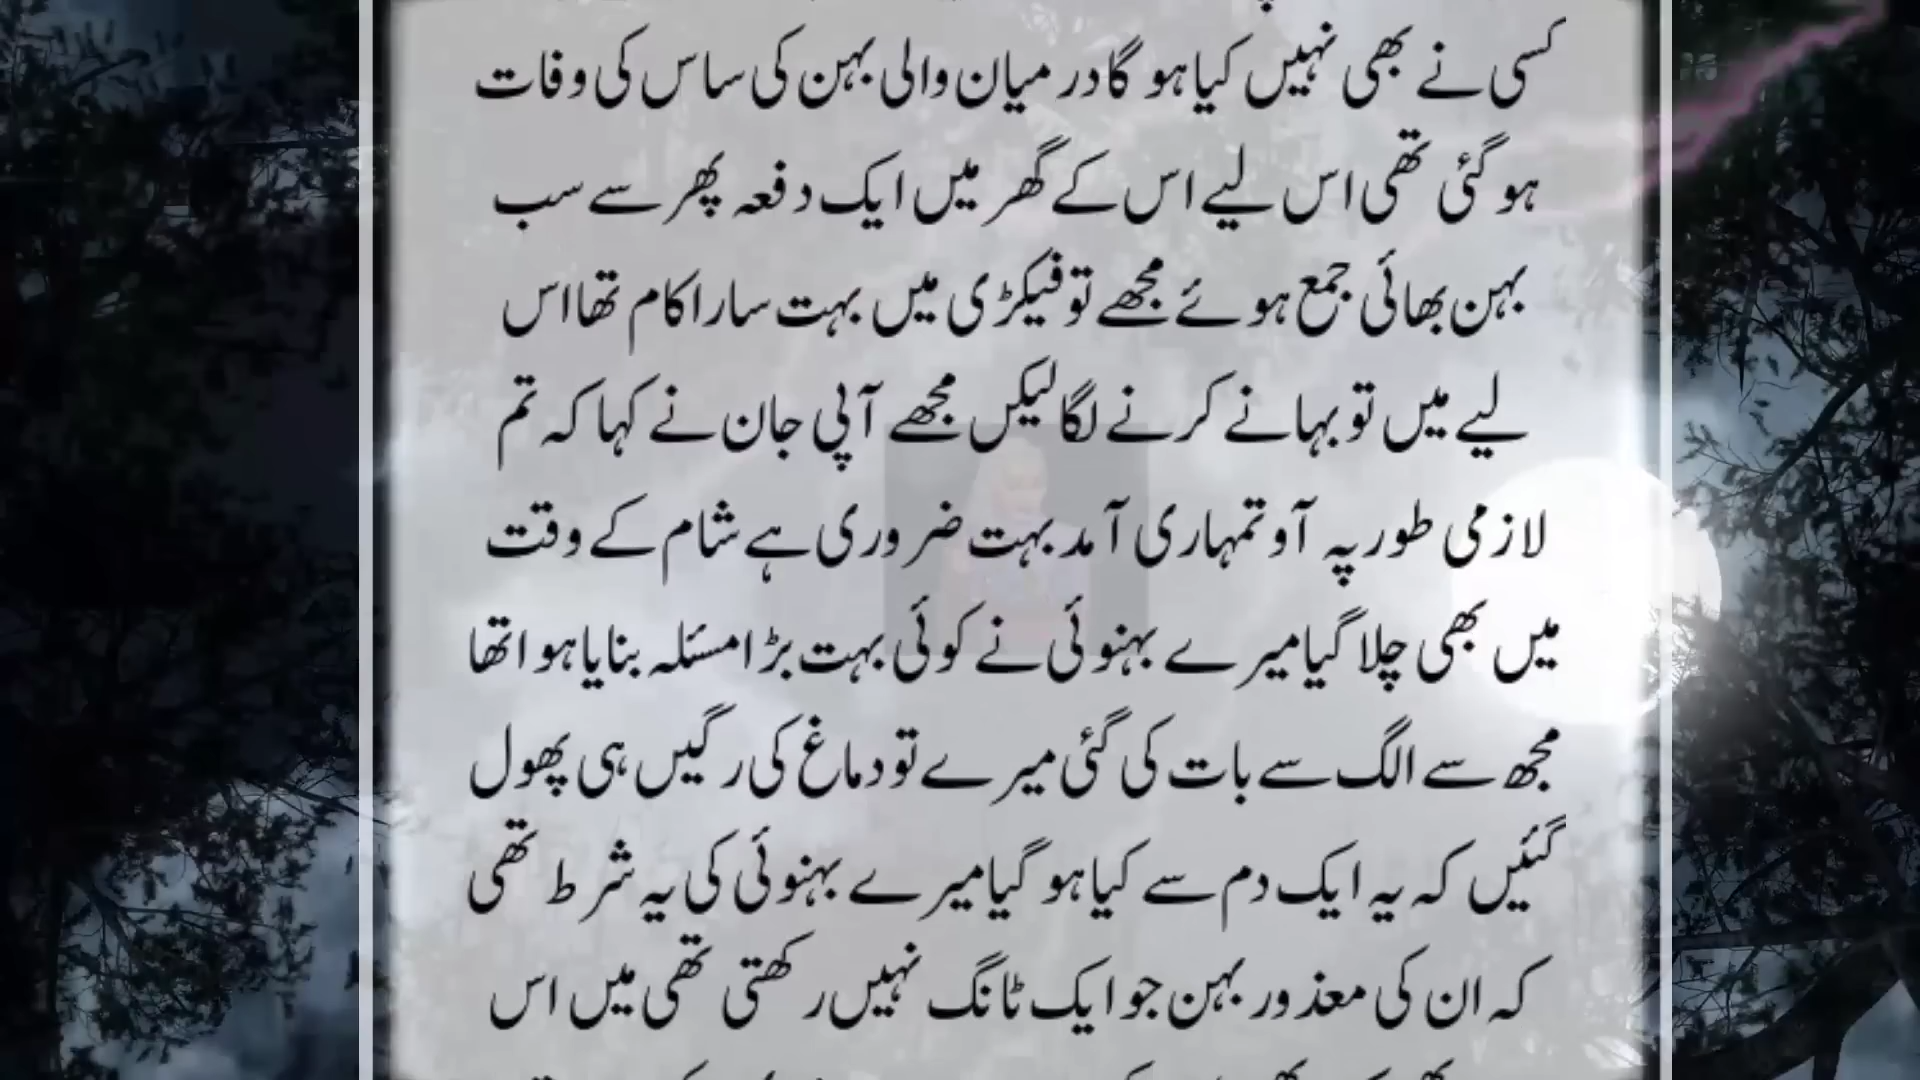 کسی نے بھی نہیں کیا ہو گا درمیان والی بہن کی ساس کی وفات
ہو گئی تھی اس لیے اس کے گھر میں ایک دفعہ پھر سے سب
بہن بھائی جمع ہوئے مجھے تو فیکڑی میں بہت سارا کام تھا اس
لیے میں تو بہانے کرنے لگا لیکں مجھے آپی جان نے کہا کہ تم
لازمی طور پہ آو تمہاری آمد بہت ضروری ہے شام کے وقت
میں بھی چلا گیا میرے بہنوئی نے کوئی بہت بڑا مسئلہ بنایا ہوا تھا
مجھ سے الگ سے بات کی گئی میرے تو دماغ کی رگیں ہی پھول
گئیں کہ یہ ایک دم سے کیا ہو گیا میرے بہنوئی کی یہ شرط تھی
کہ ان کی معذور بہن جو ایک ٹانگ نہیں رکھتی تھی میں اس